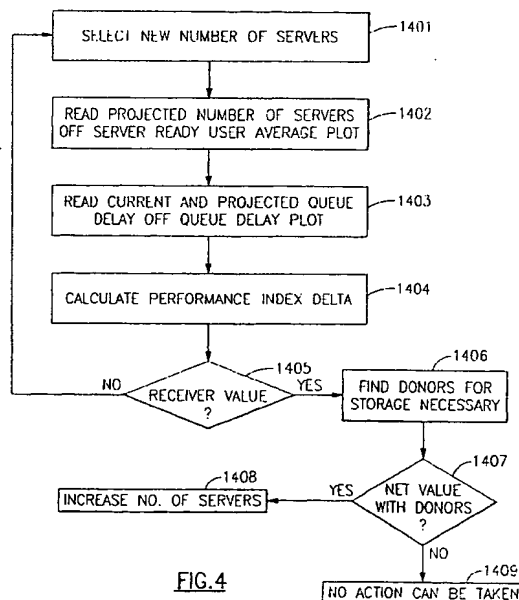 SELECT NEW NUMBER OF SERVERS
1401
READ PROJECTED NUMBER OF SERVERS
OFF SERVER READY USER AVERAGE PLOT
1402
READ CURRENT AND PROJECTED QUEUE
DELAY OFF QUEUE DELAY PLOT
1403
CALCULATE PERFORMANCE INDEX DELTA
1404
1405
NO
RECEIVER VALUE
?
YES
1406
FIND DONORS FOR
STORAGE NECESSARY
1407
NET VALUE
WITH DONORS
?
YES
1408
INCREASE NO. OF SERVERS
NO
1409
NO ACTION CAN BE TAKEN
FIG.4